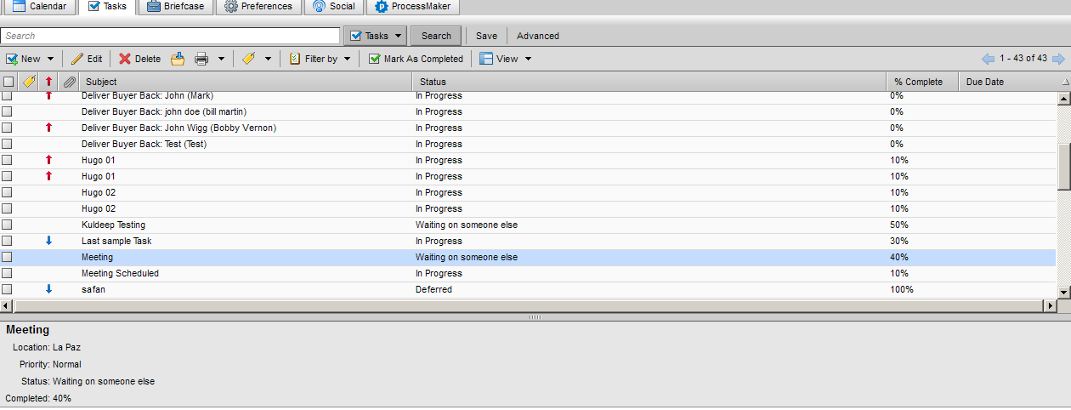 Calendar Tasks Briefcase Preferences Social ProcessMaker
Search Tasks Search Save Advanced
New Edit Delete Filter by Mark As Completed View 1 - 43 of 43
Subject Status % Complete Due Date
Deliver Buyer Back: John (Mark) In Progress 0%
Deliver Buyer Back: john doe (bill martin) In Progress 0%
Deliver Buyer Back: John Wigg (Bobby Vernon) In Progress 0%
Deliver Buyer Back: Test (Test) In Progress 0%
Hugo 01 In Progress 10%
Hugo 01 In Progress 10%
Hugo 02 In Progress 10%
Hugo 02 In Progress 10%
Kuldeep Testing Waiting on someone else 50%
Last sample Task In Progress 30%
Meeting Waiting on someone else 40%
Meeting Scheduled In Progress 10%
safan Deferred 100%
Meeting
Location: La Paz
Priority: Normal
Status: Waiting on someone else
Completed: 40%